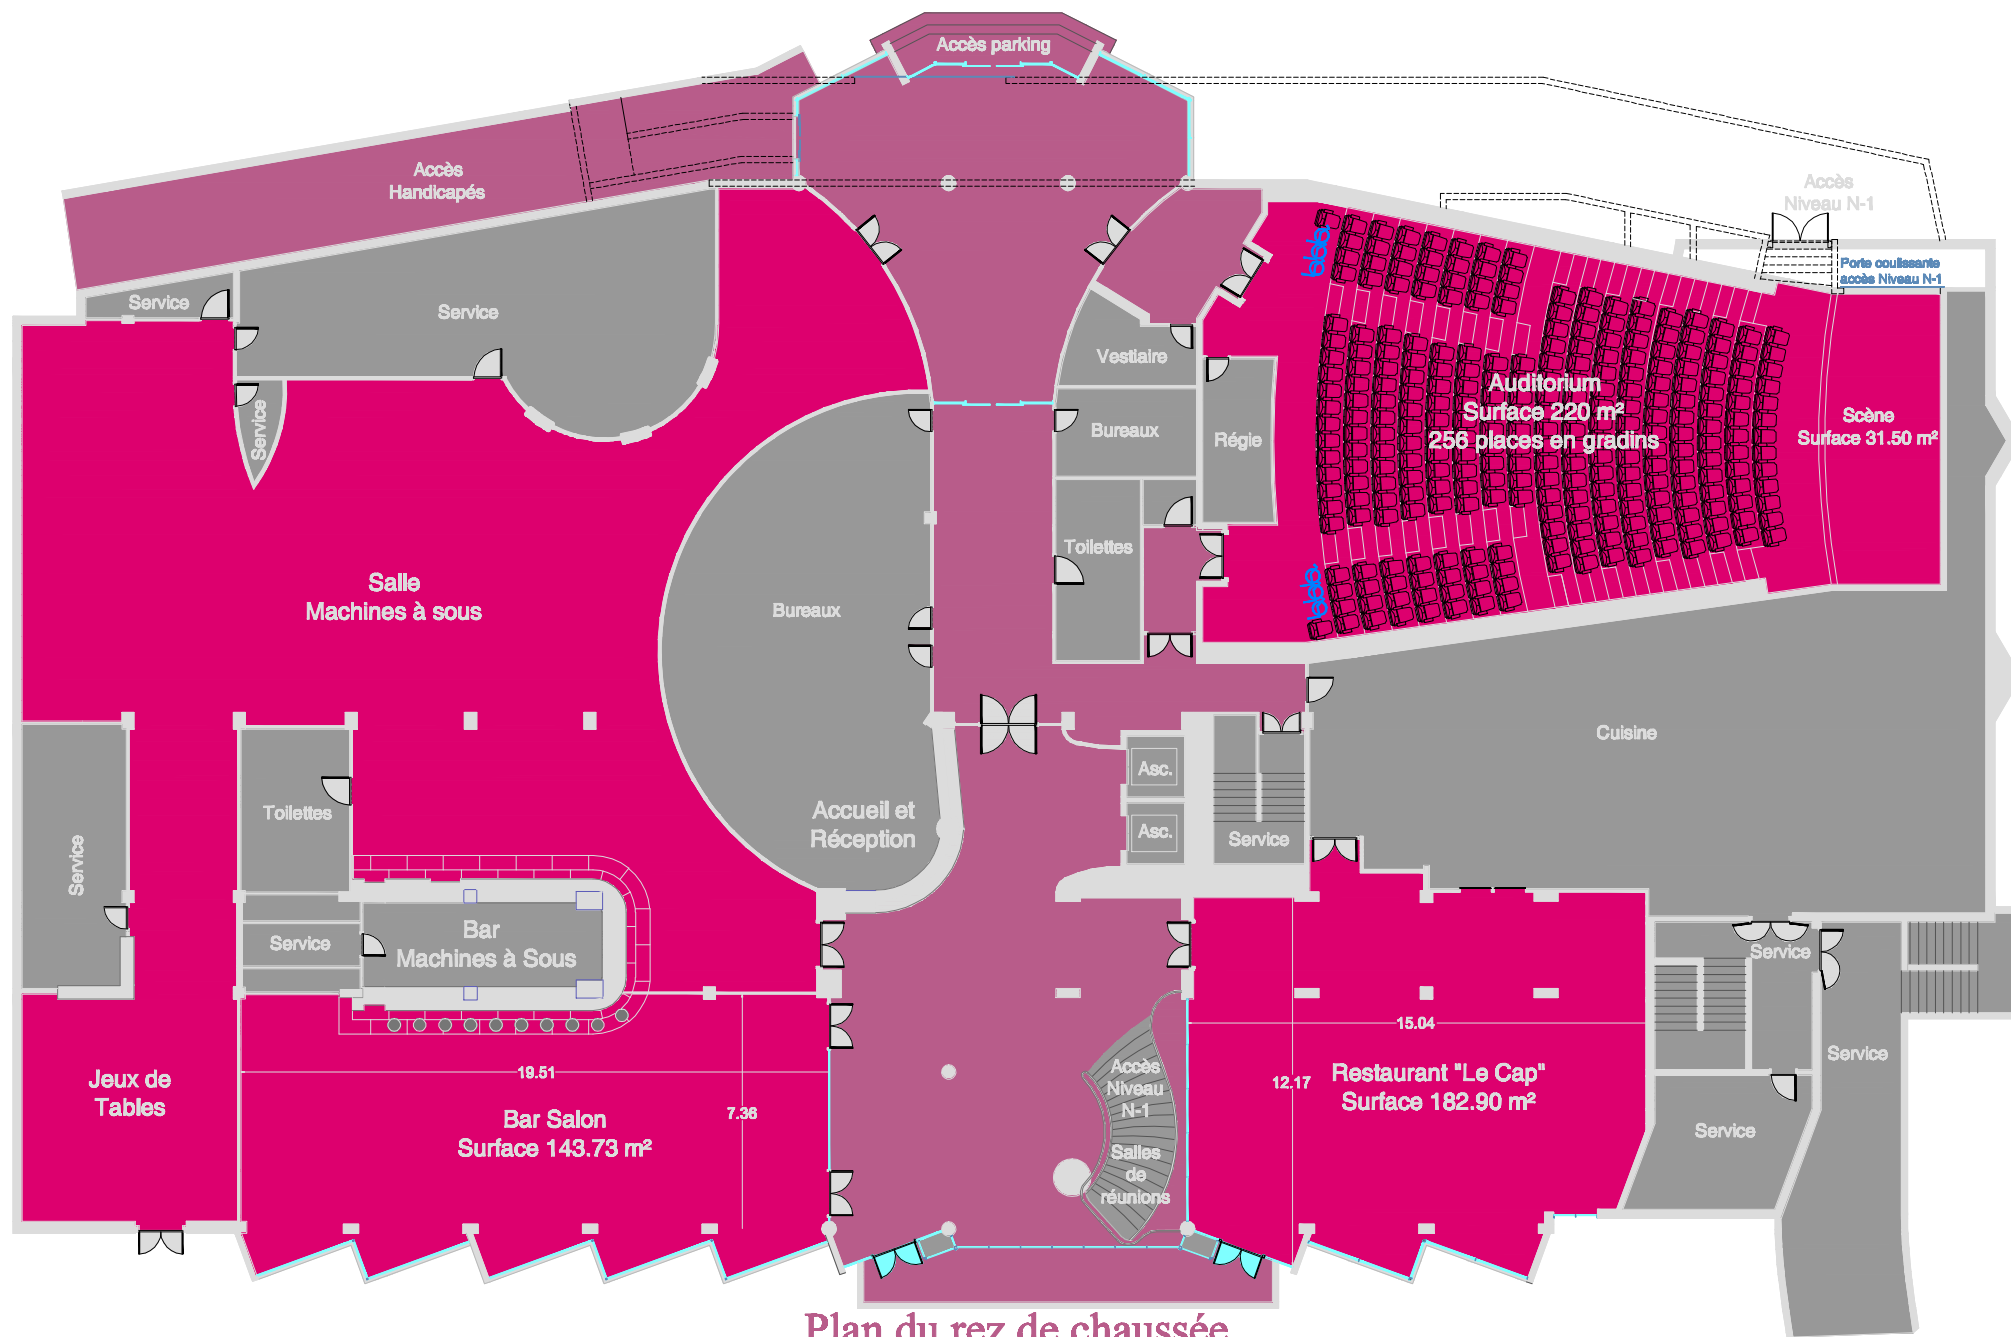 Accès parking
Accès
Handicapés
Accès
Niveau N-1
Porte coulissante
accès Niveau N-1
Service
Service
Service
Vestiaire
Bureaux
Régie
Toilettes
Auditorium
Surface 220 m²
256 places en gradins
Scène
Surface 31.50 m²
Salle
Machines à sous
Bureaux
Cuisine
Asc.
Asc.
Service
Accueil et
Réception
Toilettes
Service
Service
Bar
Machines à Sous
Service
Service
Service
Jeux de
Tables
19.51
7.36
Bar Salon
Surface 143.73 m²
Accès
Niveau
N-1
Salles
de
réunions
15.04
12.17
Restaurant "Le Cap"
Surface 182.90 m²
Service
Plan du rez de chaussée